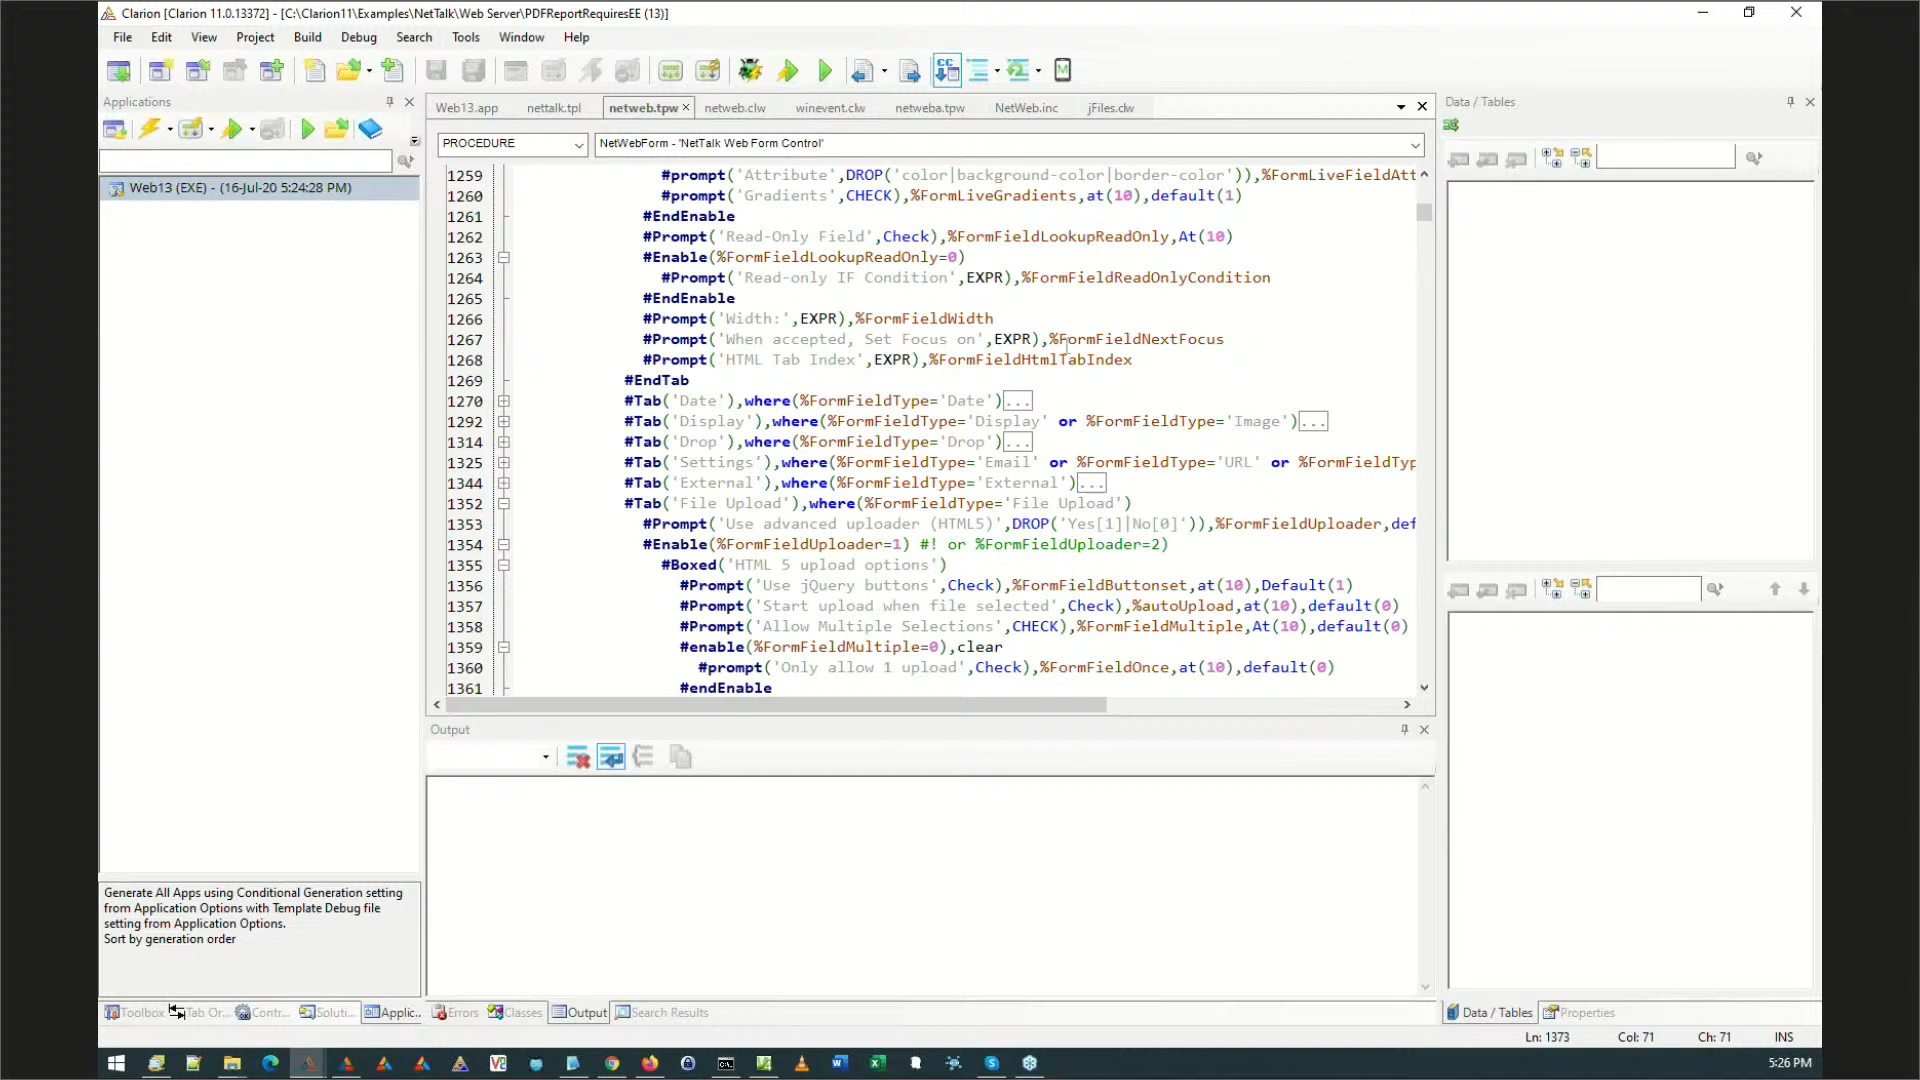 Clarion [Clarion 11.0.13372] - [C:\Clarion11\Examples\NetTalk\Web Server\PDFReportRequiresEE (13)]
File Edit View Project Build Debug Search Tools Window Help
Applications
Web13 (EXE) - (16-Jul-20 5:24:28 PM)
Generate All Apps using Conditional Generation setting
from Application Options with Template Debug file
setting from Application Options.
Sort by generation order
Toolbox Tab Or... Contr... Soluti... Applic...
Web13.app nettalk.tpl netweb.tpw netweb.clw winevent.clw netweba.tpw NetWeb.inc jFiles.clw
PROCEDURE NetWebForm - 'NetTalk Web Form Control'
1259 #prompt('Attribute',DROP('color|background-color|border-color')),%FormLiveFieldAtt
1260 #prompt('Gradients',CHECK),%FormLiveGradients,at(10),default(1)
1261 #EndEnable
1262 #Prompt('Read-Only Field',Check),%FormFieldLookupReadOnly,At(10)
1263 #Enable(%FormFieldLookupReadOnly=0)
1264 #Prompt('Read-only IF Condition',EXPR),%FormFieldReadOnlyCondition
1265 #EndEnable
1266 #Prompt('Width:',EXPR),%FormFieldWidth
1267 #Prompt('When accepted, Set Focus on',EXPR),%FormFieldNextFocus
1268 #Prompt('HTML Tab Index',EXPR),%FormFieldHtmlTabIndex
1269 #EndTab
1270 #Tab('Date'),where(%FormFieldType='Date')...
1292 #Tab('Display'),where(%FormFieldType='Display' or %FormFieldType='Image')...
1314 #Tab('Drop'),where(%FormFieldType='Drop')...
1325 #Tab('Settings'),where(%FormFieldType='Email' or %FormFieldType='URL' or %FormFieldTyp
1344 #Tab('External'),where(%FormFieldType='External')...
1352 #Tab('File Upload'),where(%FormFieldType='File Upload')
1353 #Prompt('Use advanced uploader (HTML5)',DROP('Yes[1]|No[0]')),%FormFieldUploader,def
1354 #Enable(%FormFieldUploader=1) #! or %FormFieldUploader=2)
1355 #Boxed('HTML 5 upload options')
1356 #Prompt('Use jQuery buttons',Check),%FormFieldButtonset,at(10),Default(1)
1357 #Prompt('Start upload when file selected',Check),%autoUpload,at(10),default(0)
1358 #Prompt('Allow Multiple Selections',CHECK),%FormFieldMultiple,At(10),default(0)
1359 #enable(%FormFieldMultiple=0),clear
1360 #prompt('Only allow 1 upload',Check),%FormFieldOnce,at(10),default(0)
1361 #endEnable
Output
Errors Classes Output Search Results
Data / Tables
Data / Tables Properties
Ln: 1373 Col: 71 Ch: 71 INS
5:26 PM